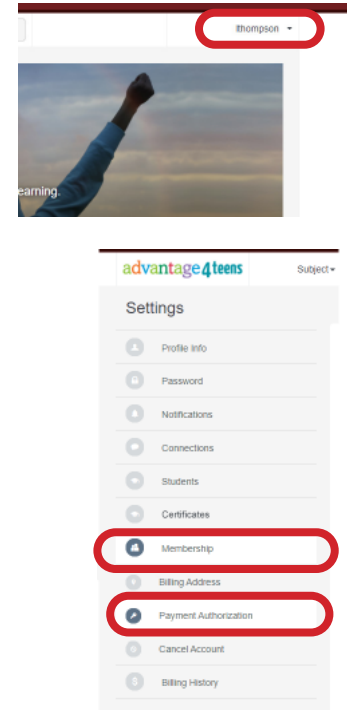 lthompson
earning.
advantage4teens
Subject
Settings
Profile Info
Password
Notifications
Connections
Students
Certificates
Membership
Billing Address
Payment Authorization
Cancel Account
Billing History